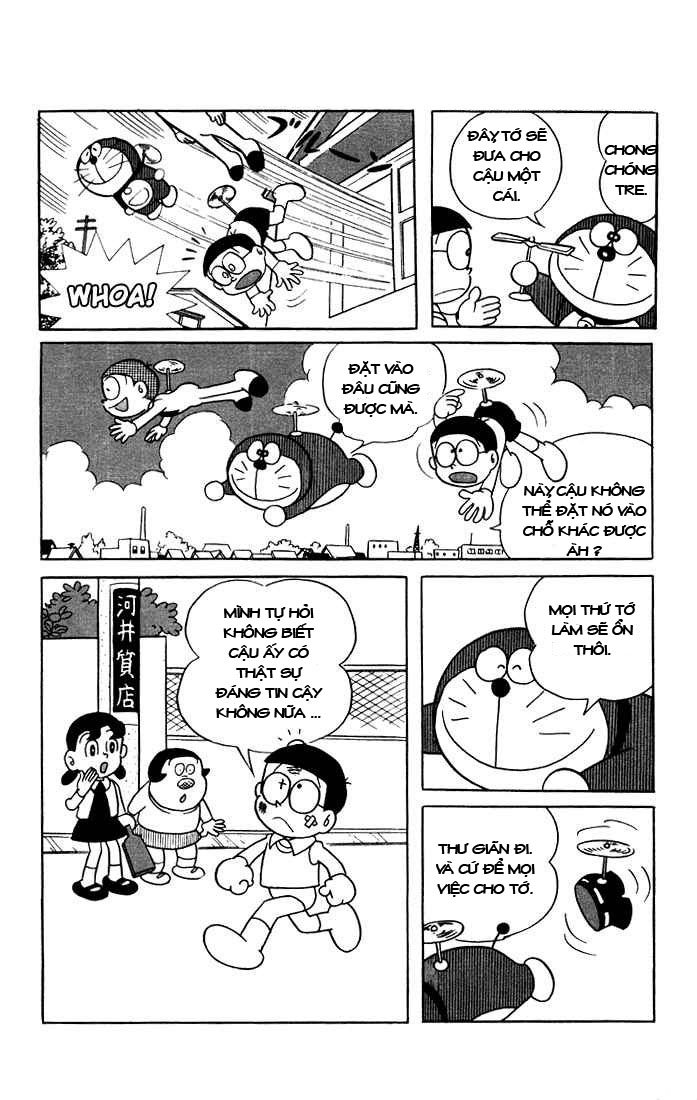 CHONG
CHÓNG
TRE.
ĐÂY, TỚ SẼ
ĐƯA CHO
CẬU MỘT
CÁI.
WHOA!
NÀY, CẬU KHÔNG
THỂ ĐẶT NÓ VÀO
CHỖ KHÁC ĐƯỢC
ÀH ?
ĐẶT VÀO
ĐÂU CŨNG
ĐƯỢC MÀ.
MỌI THỨ TỚ
LÀM SẼ ỔN
THÔI.
THƯ GIÃN ĐI.
VÀ CỨ ĐỂ MỌI
VIỆC CHO TỚ.
MÌNH TỰ HỎI
KHÔNG BIẾT
CẬU ẤY CÓ
THẬT SỰ
ĐÁNG TIN CẬY
KHÔNG NỮA ...
河井質店